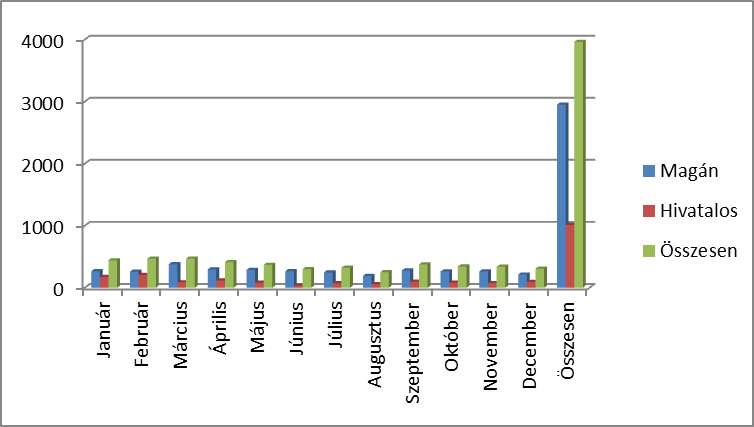 4000
3000
2000
1000
0
Január
Február
Március
Április
Május
Június
Július
Augusztus
Szeptember
Október
November
December
Összesen
Magán
Hivatalos
Összesen